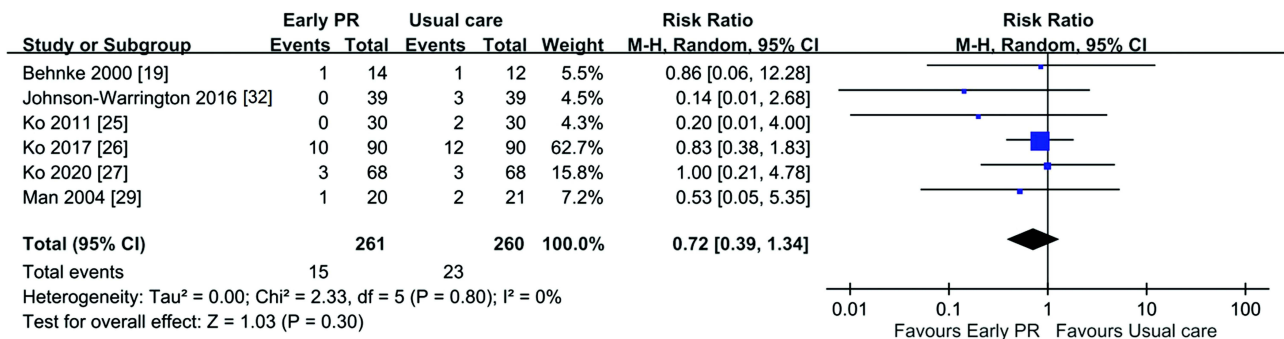 Early PR Usual care Risk Ratio Risk Ratio
Study or Subgroup Events Total Events Total Weight M-H, Random, 95% CI M-H, Random, 95% CI
Behnke 2000 [19] 1 14 1 12 5.5% 0.86 [0.06, 12.28]
Johnson-Warrington 2016 [32] 0 39 3 39 4.5% 0.14 [0.01, 2.68]
Ko 2011 [25] 0 30 2 30 4.3% 0.20 [0.01, 4.00]
Ko 2017 [26] 10 90 12 90 62.7% 0.83 [0.38, 1.83]
Ko 2020 [27] 3 68 3 68 15.8% 1.00 [0.21, 4.78]
Man 2004 [29] 1 20 2 21 7.2% 0.53 [0.05, 5.35]
Total (95% CI) 261 260 100.0% 0.72 [0.39, 1.34]
Total events 15 23
Heterogeneity: Tau² = 0.00; Chi² = 2.33, df = 5 (P = 0.80); I² = 0%
Test for overall effect: Z = 1.03 (P = 0.30)
0.01 0.1 1 10 100
Favours Early PR Favours Usual care